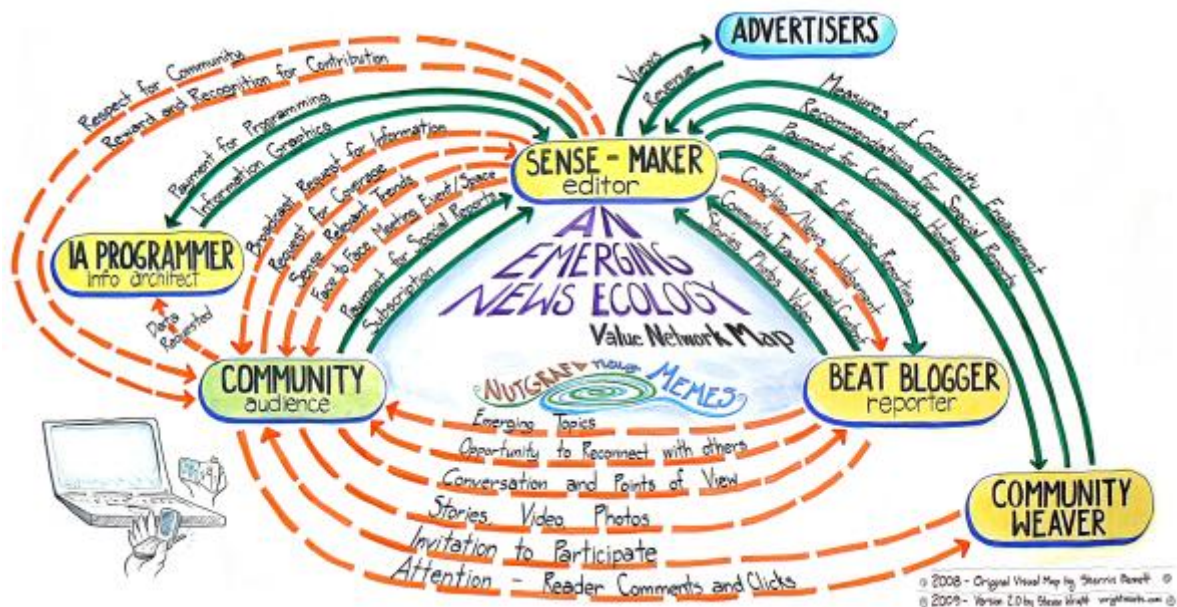 ADVERTISERS
Views
Revenue
Respect for Community
Reward and Recognition for Contribution
Payment for Programming
Information Graphics
Broadcast Request for Information
Request for Coverage
Sense Relevant Trends
Face to Face Meeting Event/Space
Payment for Special Reports
Subscription
SENSE - MAKER
editor
Measures of Community Engagement
Recommendations for Special Reports
Payment for Community Hosting
Payment for Enterprise Reporting
Coaching/News Judgement
Community Translation and Context
Stories Photos Video
IA PROGRAMMER
info architect
Data
Requested
AN
EMERGING
NEWS ECOLOGY
Value Network Map
NUTGRAF news MEMES
COMMUNITY
audience
BEAT BLOGGER
reporter
COMMUNITY
WEAVER
Emerging Topics
Opportunity to Reconnect with others
Conversation and Points of View
Stories, Video, Photos
Invitation to Participate
Attention - Reader Comments and Clicks
© 2008 - Original Visual Map by Sherrin Bennett
© 2009 - Version 2.0 by Steven Wright